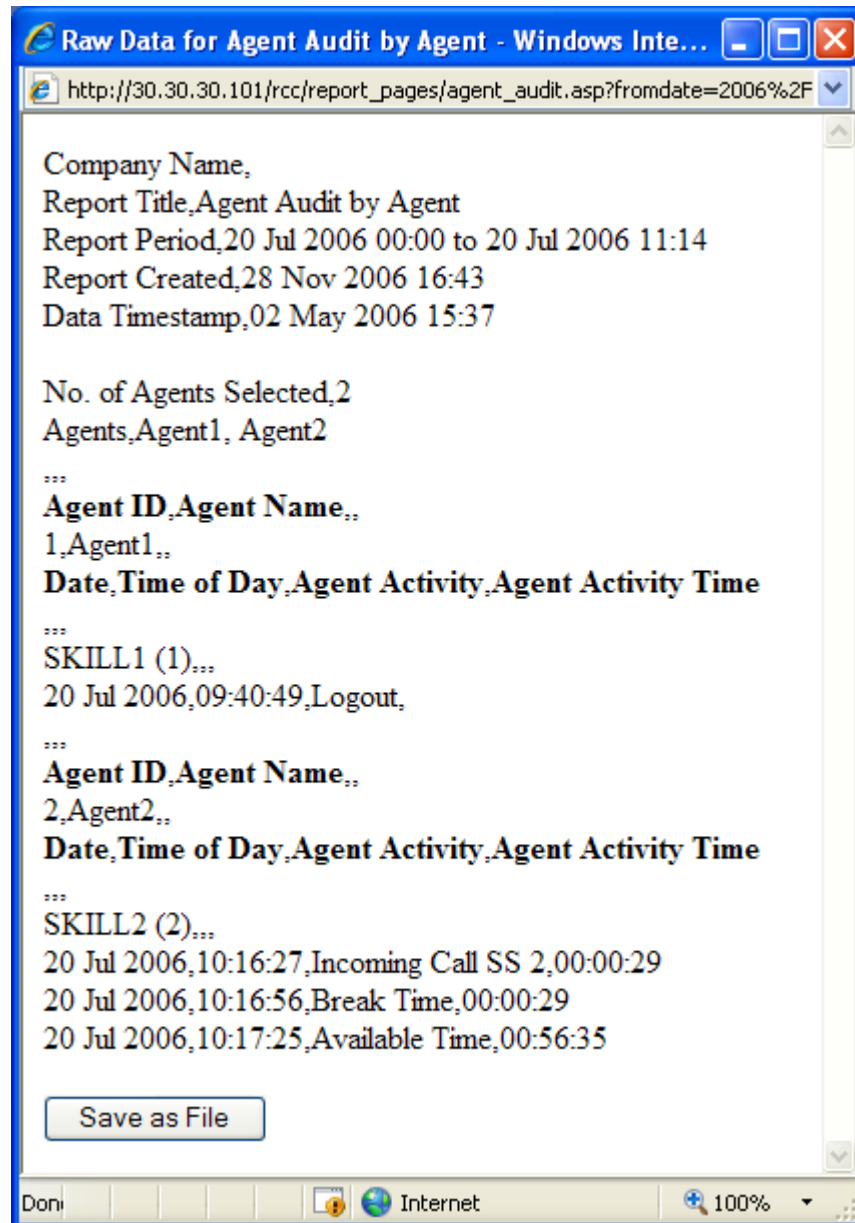 Raw Data for Agent Audit by Agent - Windows Inte...
http://30.30.30.101/rcc/report_pages/agent_audit.asp?fromdate=2006%2F
Company Name,
Report Title,Agent Audit by Agent
Report Period,20 Jul 2006 00:00 to 20 Jul 2006 11:14
Report Created,28 Nov 2006 16:43
Data Timestamp,02 May 2006 15:37
No. of Agents Selected,2
Agents,Agent1, Agent2
,,,
Agent ID,Agent Name,,
1,Agent1,,
Date,Time of Day,Agent Activity,Agent Activity Time
,,,
SKILL1 (1),,,
20 Jul 2006,09:40:49,Logout,
,,,
Agent ID,Agent Name,,
2,Agent2,,
Date,Time of Day,Agent Activity,Agent Activity Time
,,,
SKILL2 (2),,,
20 Jul 2006,10:16:27,Incoming Call SS 2,00:00:29
20 Jul 2006,10:16:56,Break Time,00:00:29
20 Jul 2006,10:17:25,Available Time,00:56:35
Save as File
Don Internet 100%